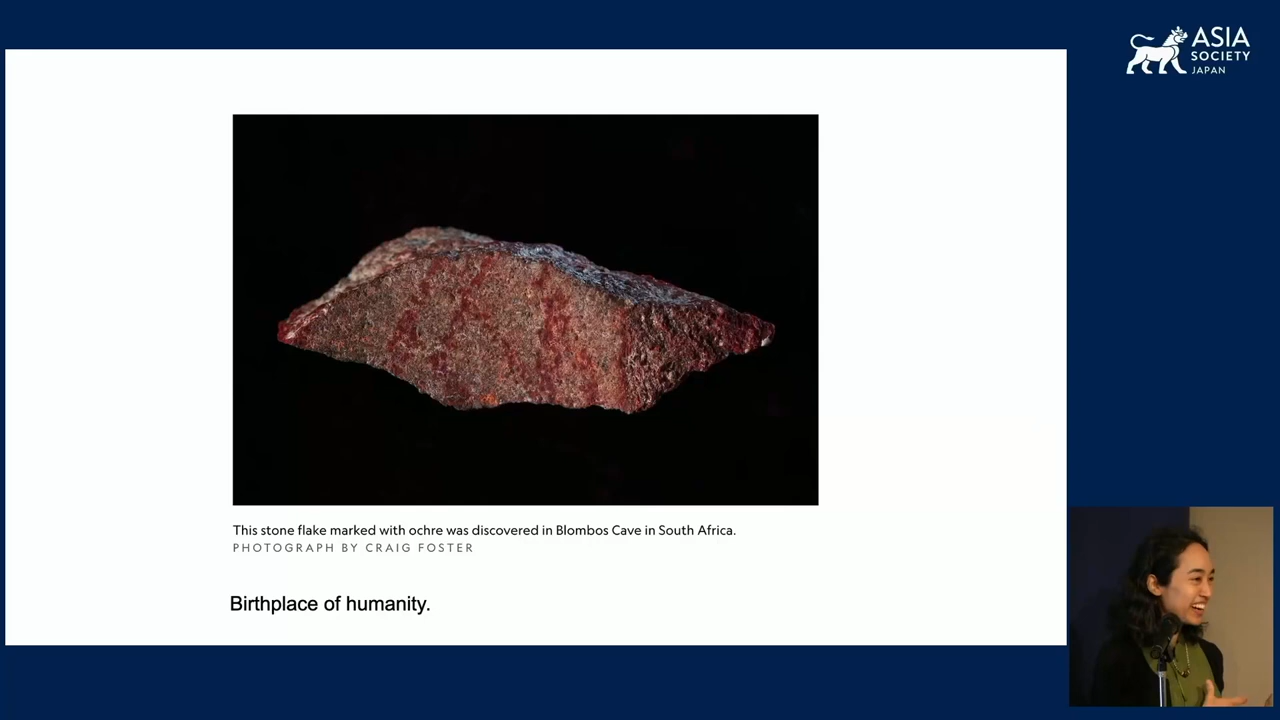 ASIA
SOCIETY
JAPAN
This stone flake marked with ochre was discovered in Blombos Cave in South Africa.
PHOTOGRAPH BY CRAIG FOSTER
Birthplace of humanity.